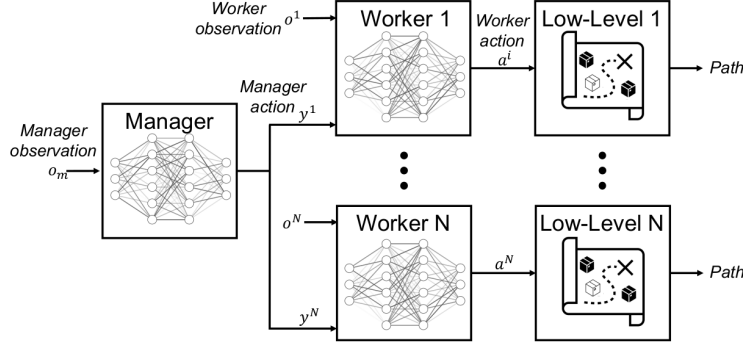 Worker
observation o¹
Worker 1
Worker
action
aⁱ
Low-Level 1
Path
Manager
action
y¹
Manager
observation
oₘ
Manager
oᴺ
Worker N
aᴺ
Low-Level N
Path
yᴺ